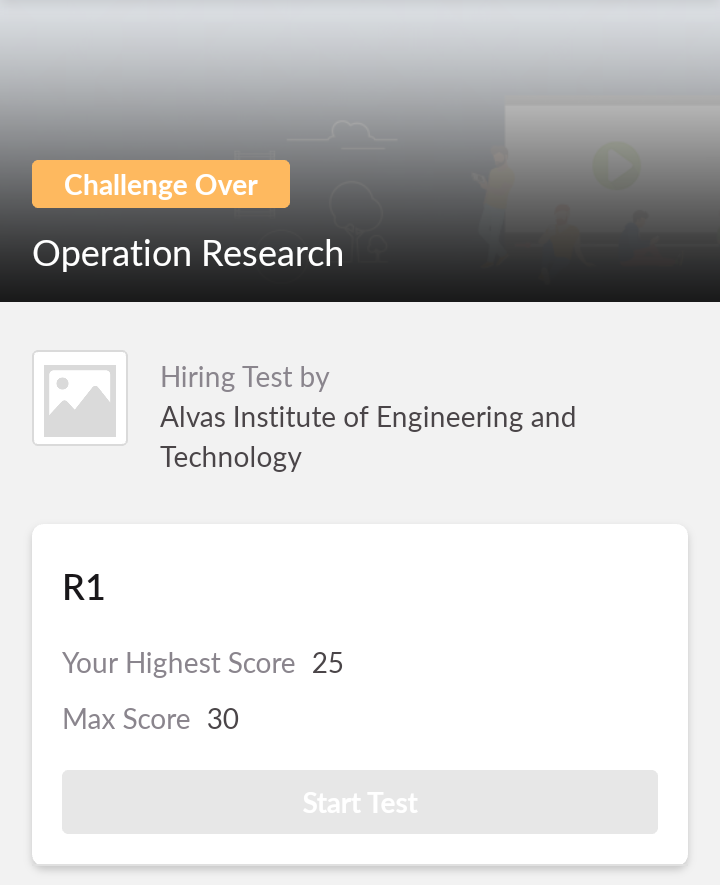 Challenge Over
Operation Research
Hiring Test by
Alvas Institute of Engineering and
Technology
R1
Your Highest Score 25
Max Score 30
Start Test